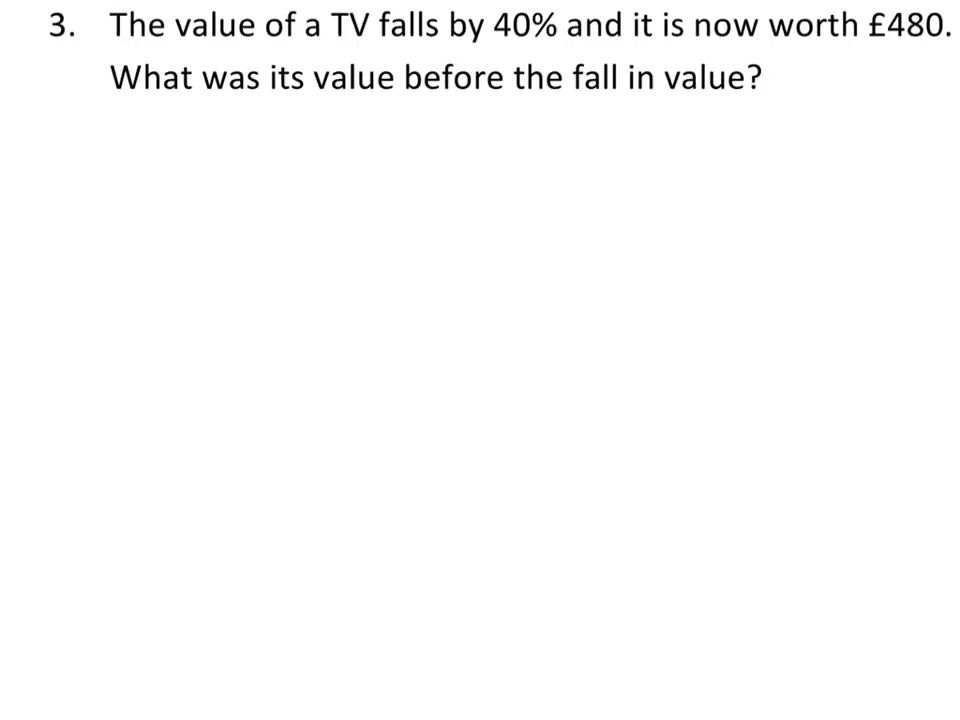 3. The value of a TV falls by 40% and it is now worth £480.
What was its value before the fall in value?